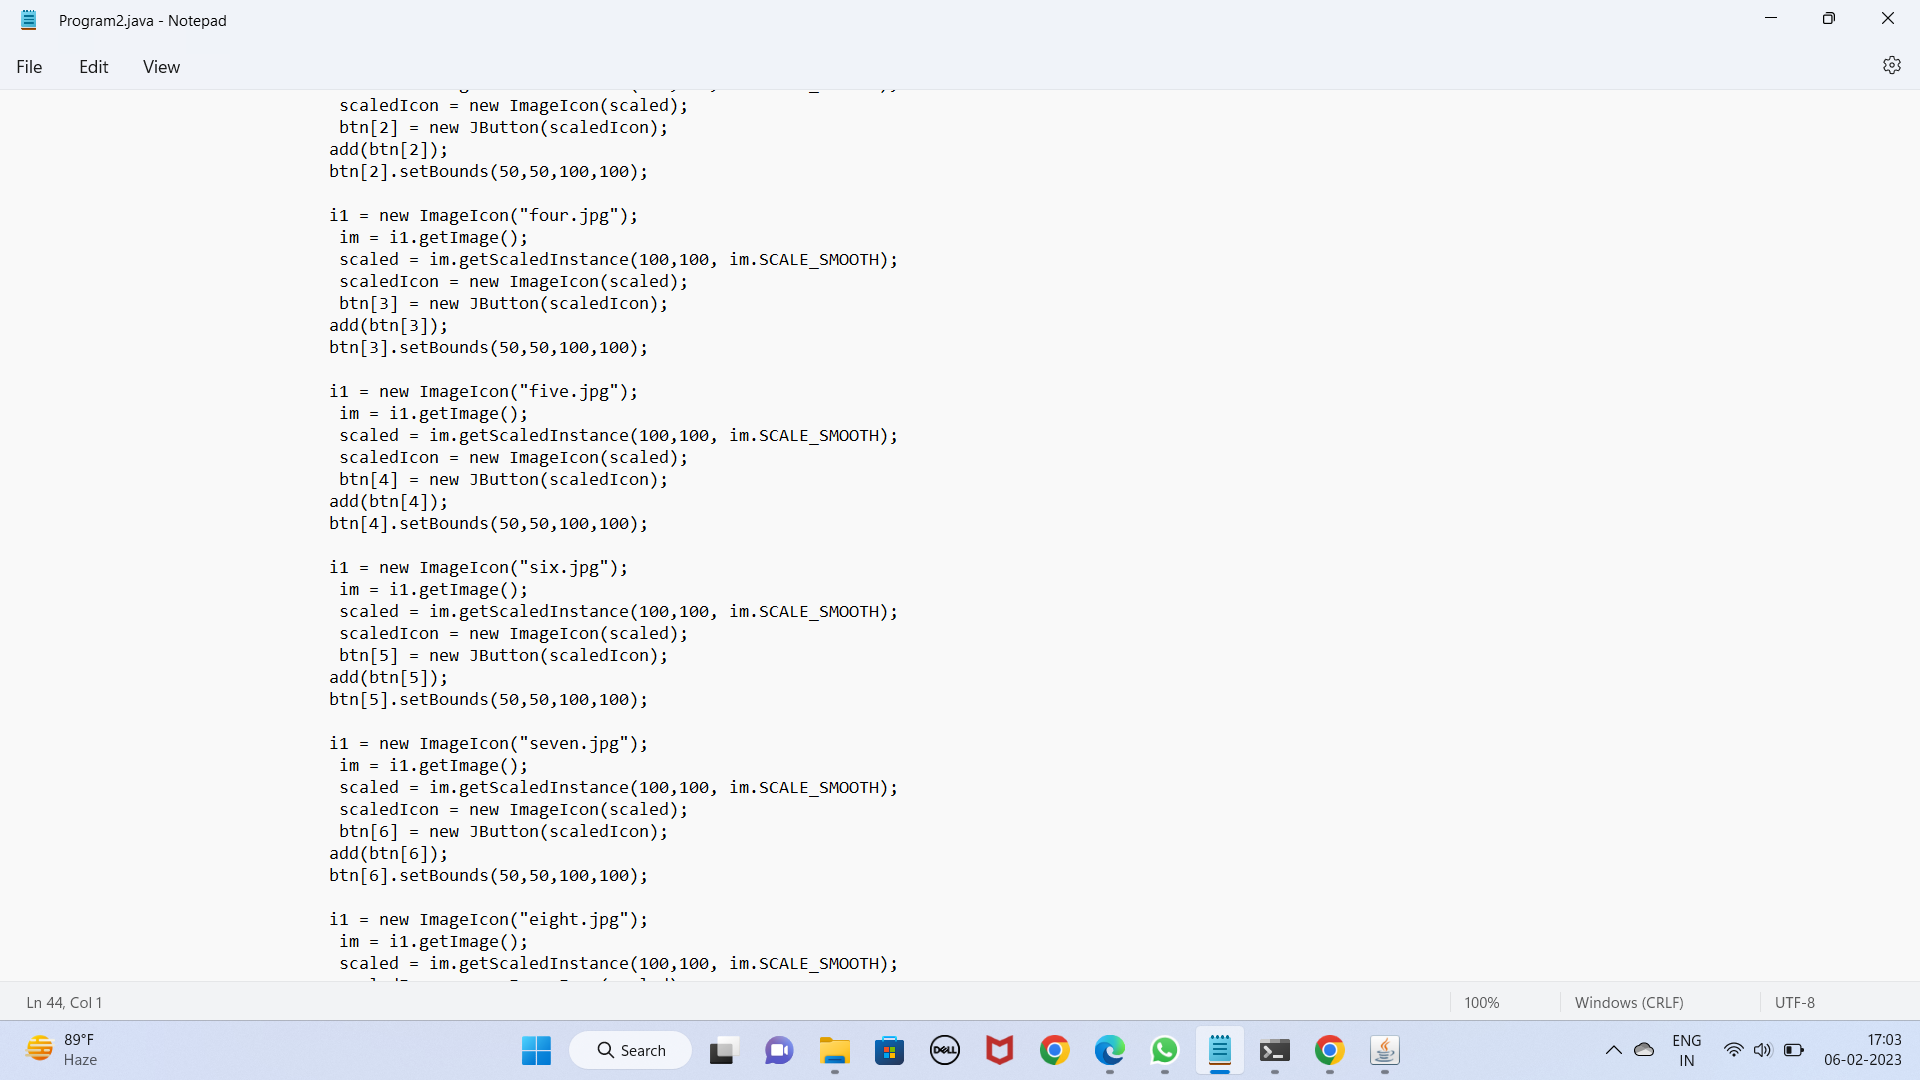 Program2.java - Notepad
File Edit View
scaledIcon = new ImageIcon(scaled);
btn[2] = new JButton(scaledIcon);
add(btn[2]);
btn[2].setBounds(50,50,100,100);
i1 = new ImageIcon("four.jpg");
im = i1.getImage();
scaled = im.getScaledInstance(100,100, im.SCALE_SMOOTH);
scaledIcon = new ImageIcon(scaled);
btn[3] = new JButton(scaledIcon);
add(btn[3]);
btn[3].setBounds(50,50,100,100);
i1 = new ImageIcon("five.jpg");
im = i1.getImage();
scaled = im.getScaledInstance(100,100, im.SCALE_SMOOTH);
scaledIcon = new ImageIcon(scaled);
btn[4] = new JButton(scaledIcon);
add(btn[4]);
btn[4].setBounds(50,50,100,100);
i1 = new ImageIcon("six.jpg");
im = i1.getImage();
scaled = im.getScaledInstance(100,100, im.SCALE_SMOOTH);
scaledIcon = new ImageIcon(scaled);
btn[5] = new JButton(scaledIcon);
add(btn[5]);
btn[5].setBounds(50,50,100,100);
i1 = new ImageIcon("seven.jpg");
im = i1.getImage();
scaled = im.getScaledInstance(100,100, im.SCALE_SMOOTH);
scaledIcon = new ImageIcon(scaled);
btn[6] = new JButton(scaledIcon);
add(btn[6]);
btn[6].setBounds(50,50,100,100);
i1 = new ImageIcon("eight.jpg");
im = i1.getImage();
scaled = im.getScaledInstance(100,100, im.SCALE_SMOOTH);
Ln 44, Col 1 100% Windows (CRLF) UTF-8
89°F
Haze
Search
DELL
ENG
IN
17:03
06-02-2023